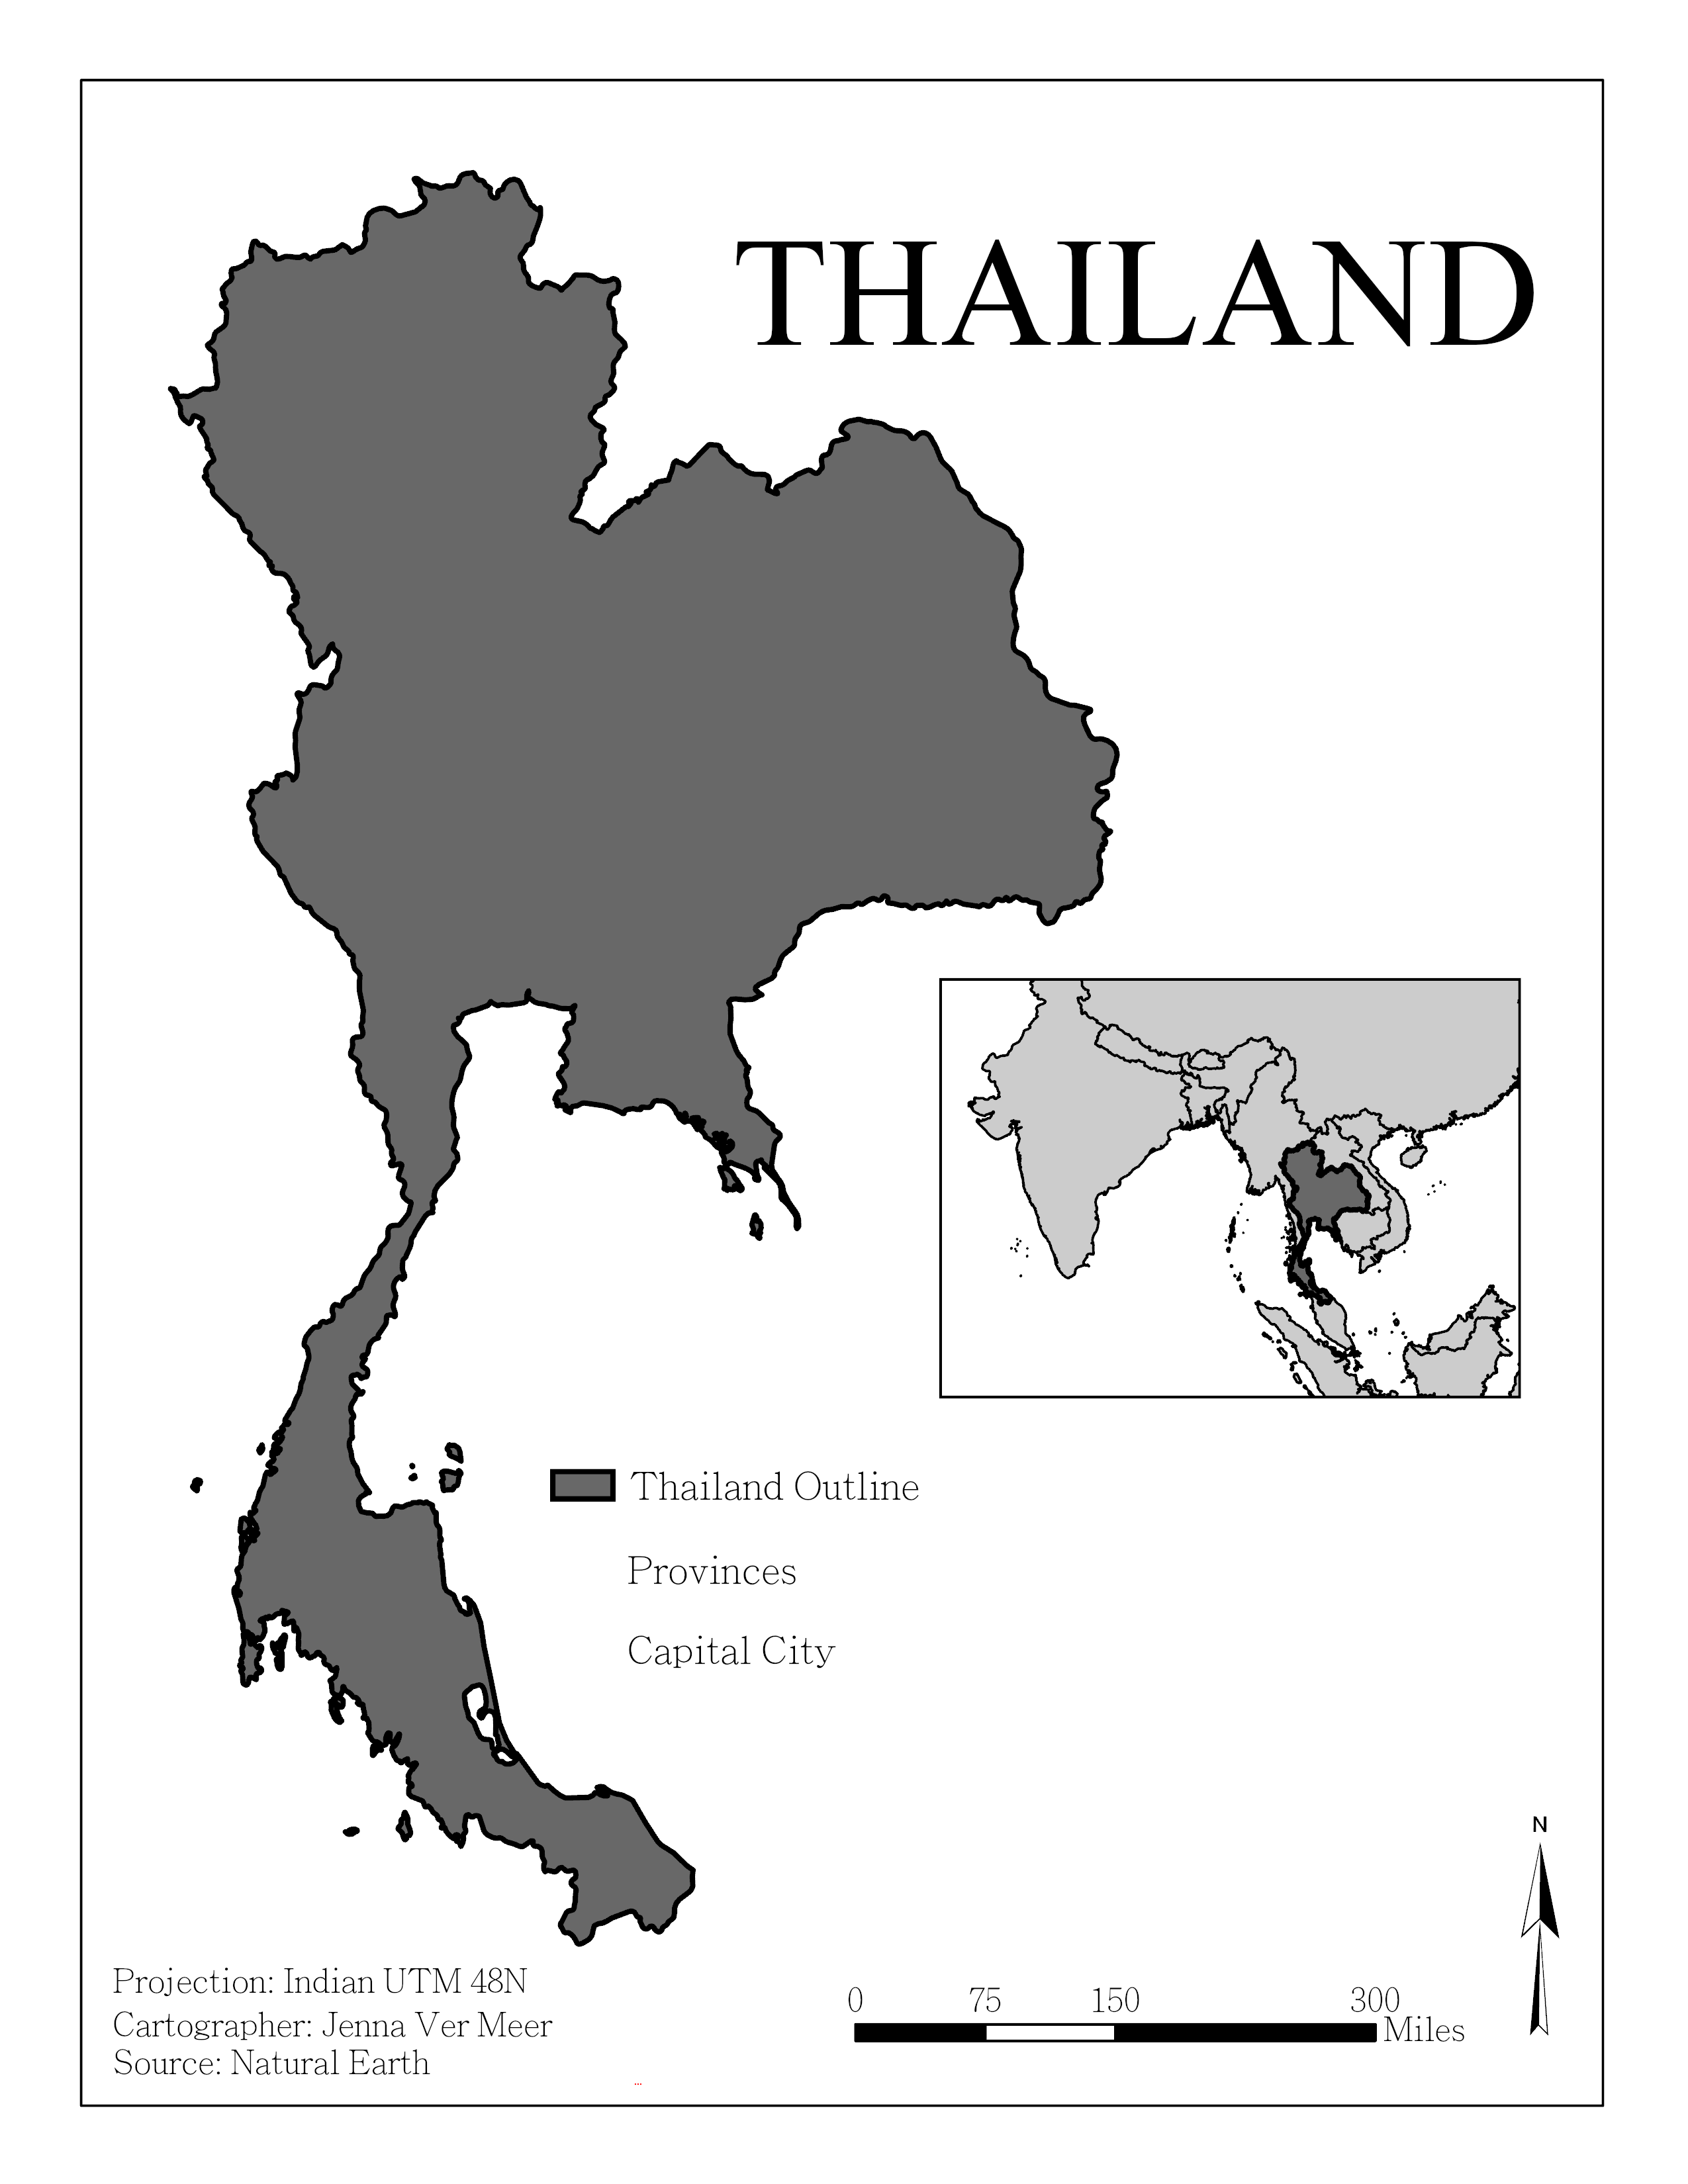 THAILAND
Thailand Outline
Provinces
Capital City
N
Projection: Indian UTM 48N
Cartographer: Jenna Ver Meer
Source: Natural Earth
0 75 150 300
Miles
...